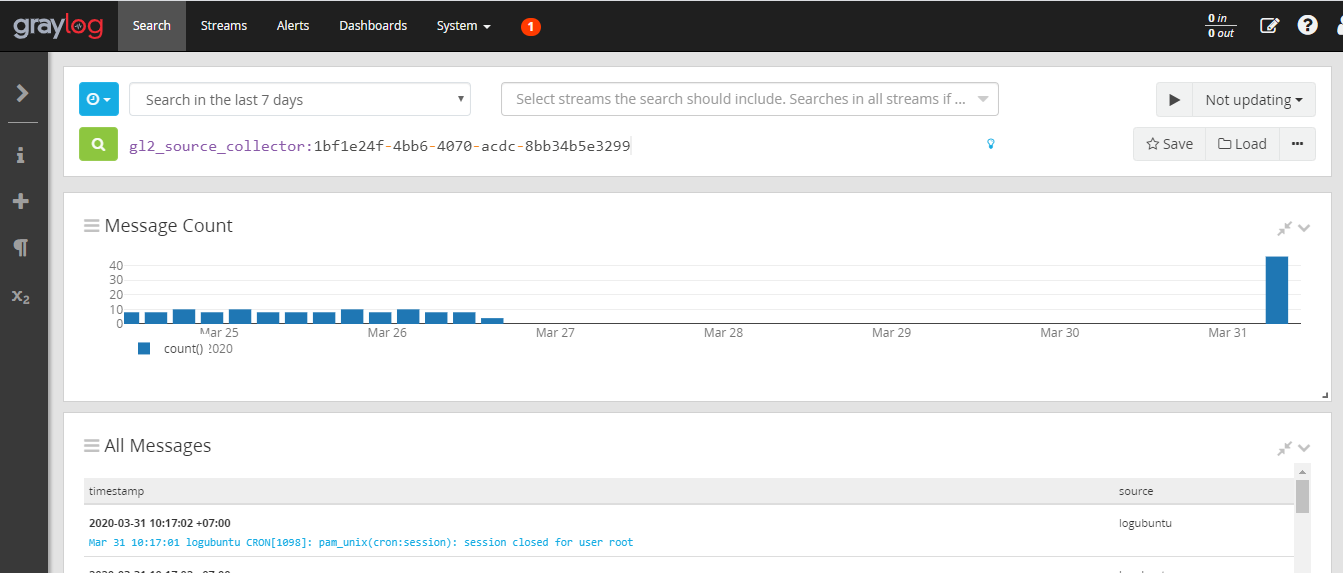 graylog Search Streams Alerts Dashboards System 1 0 in
0 out
Search in the last 7 days Select streams the search should include. Searches in all streams if ... Not updating
gl2_source_collector:1bf1e24f-4bb6-4070-acdc-8bb34b5e3299 Save Load
Message Count
40
30
20
10
0
Mar 25 Mar 26 Mar 27 Mar 28 Mar 29 Mar 30 Mar 31
count() 2020
All Messages
timestamp source
2020-03-31 10:17:02 +07:00 logubuntu
Mar 31 10:17:01 logubuntu CRON[1098]: pam_unix(cron:session): session closed for user root